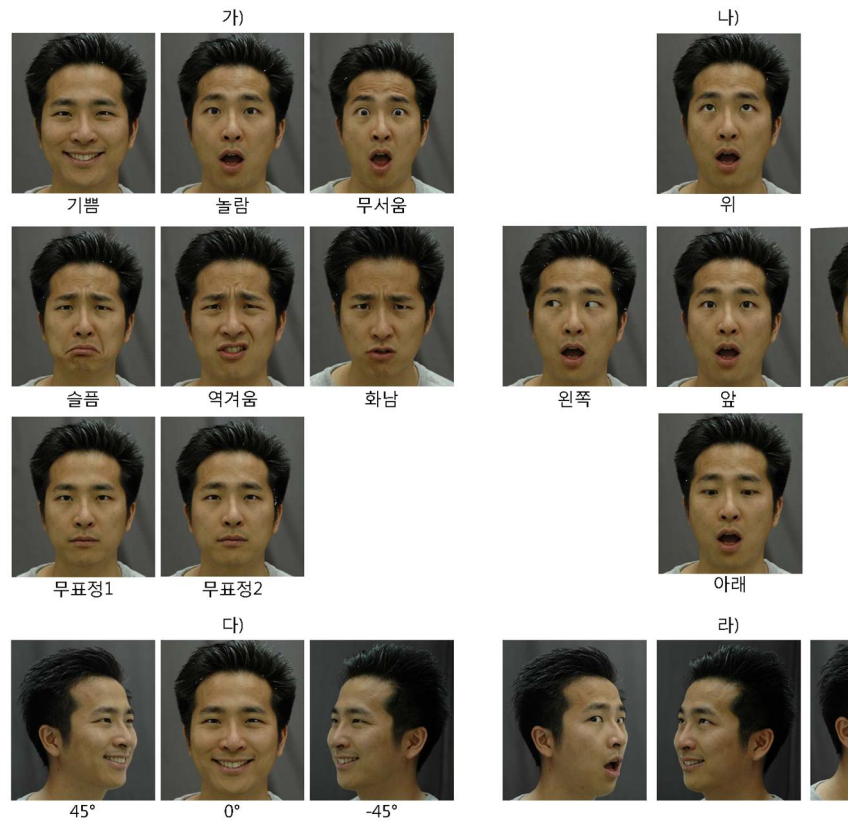 가) 나)
기쁨 놀람 무서움 위
슬픔 역겨움 화남 왼쪽 앞
무표정1 무표정2 아래
다) 라)
45° 0° -45°